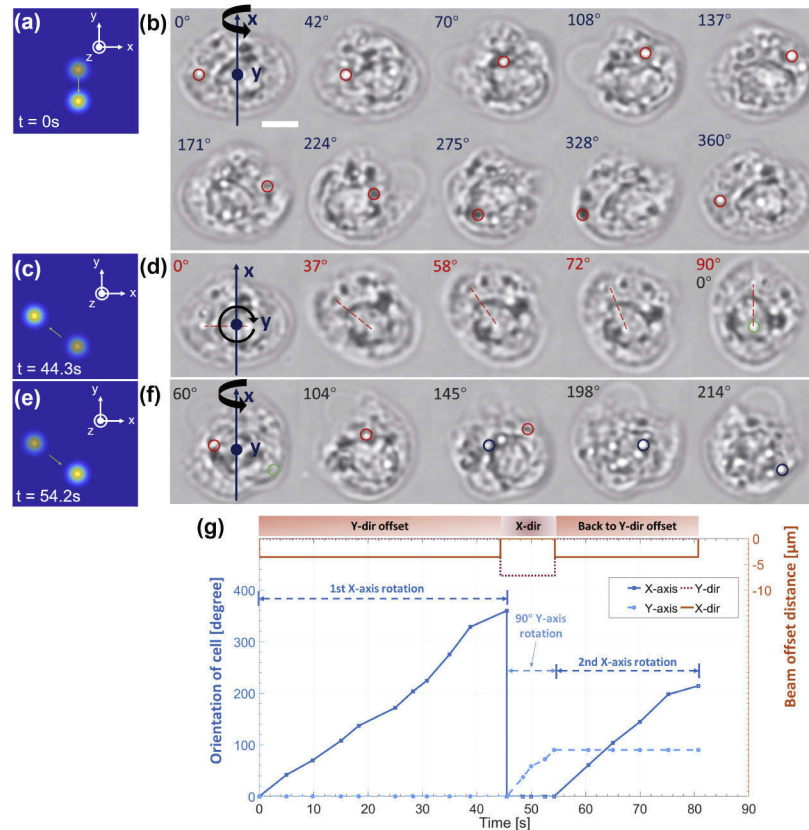 (a)
y
x
z
t = 0s
(b)
0°
x
y
42°
70°
108°
137°
171°
224°
275°
328°
360°
(c)
y
x
z
t = 44.3s
(d)
0°
x
y
37°
58°
72°
90°
0°
(e)
y
x
z
t = 54.2s
(f)
60°
x
y
104°
145°
198°
214°
(g)
Y-dir offset
X-dir
Back to Y-dir offset
400
300
200
100
0
Orientation of cell [degree]
0
-5
-10
Beam offset distance [μm]
1st X-axis rotation
X-axis
Y-dir
Y-axis
X-dir
90° Y-axis
rotation
2nd X-axis rotation
0 10 20 30 40 50 60 70 80 90
Time [s]